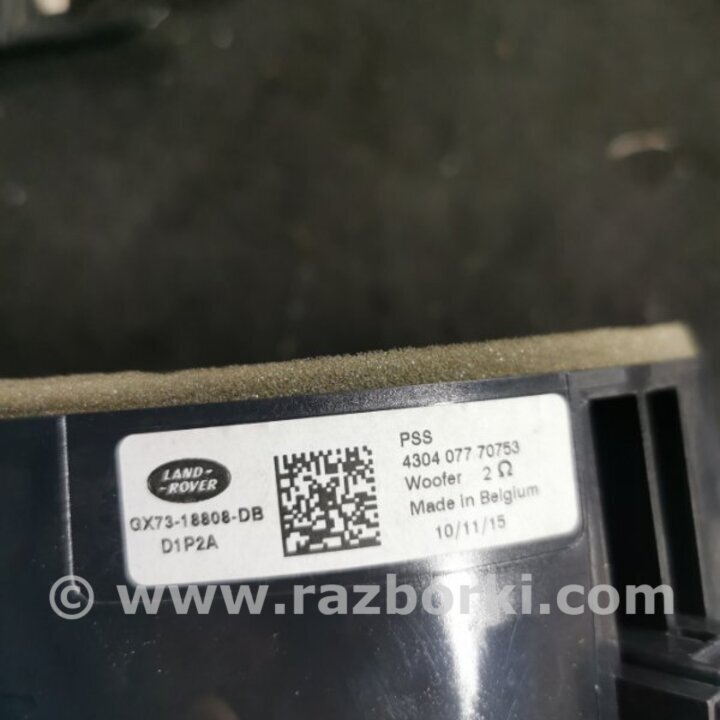 LAND-
-ROVER
GX73-18808-DB
D1P2A
PSS
4304 077 70753
Woofer 2 Ω
Made in Belgium
10/11/15
© www.razborki.com